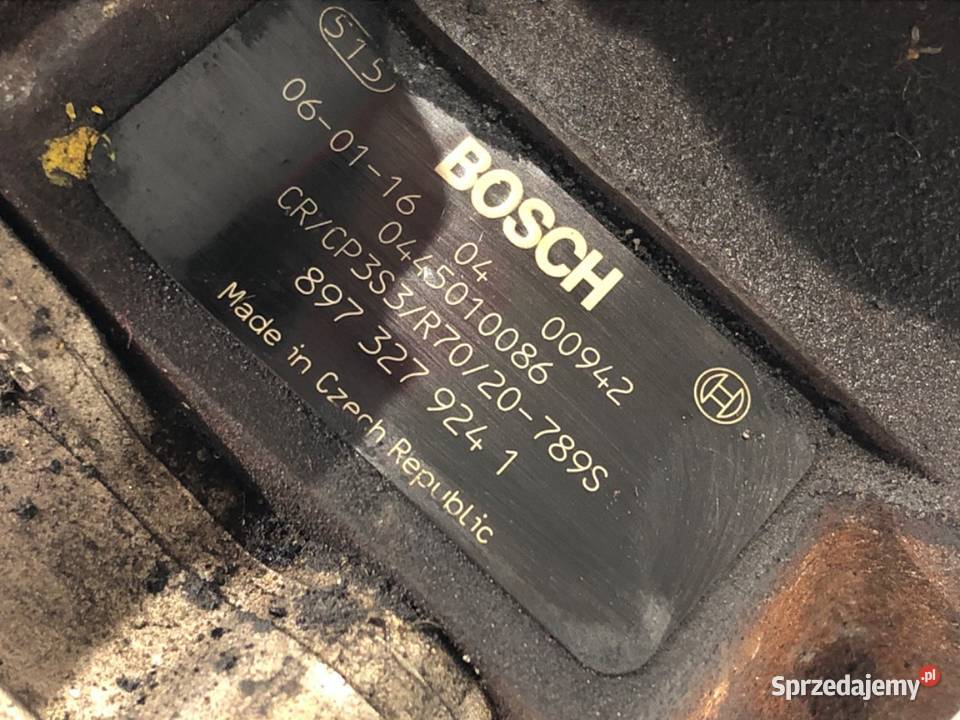 515
BOSCH
06-01-16 04 00942
0445010086
CR/CP3S3/R70/20-789S
897 327 924 1
Made in Czech Republic
Sprzedajemy.pl